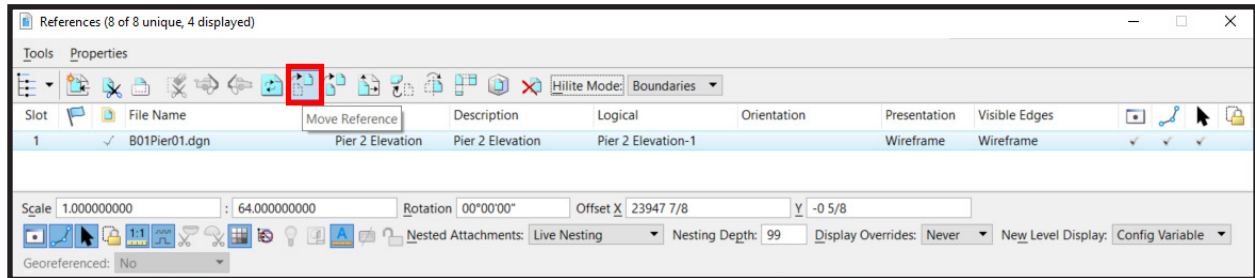 References (8 of 8 unique, 4 displayed)
Tools Properties
Hilite Mode: Boundaries
Slot File Name Move Reference Description Logical Orientation Presentation Visible Edges
1 B01Pier01.dgn Pier 2 Elevation Pier 2 Elevation Pier 2 Elevation-1 Wireframe Wireframe
Scale 1.000000000 : 64.000000000 Rotation 00°00'00" Offset X 23947 7/8 Y -0 5/8
1:1 A Nested Attachments: Live Nesting Nesting Depth: 99 Display Overrides: Never New Level Display: Config Variable
Georeferenced: No